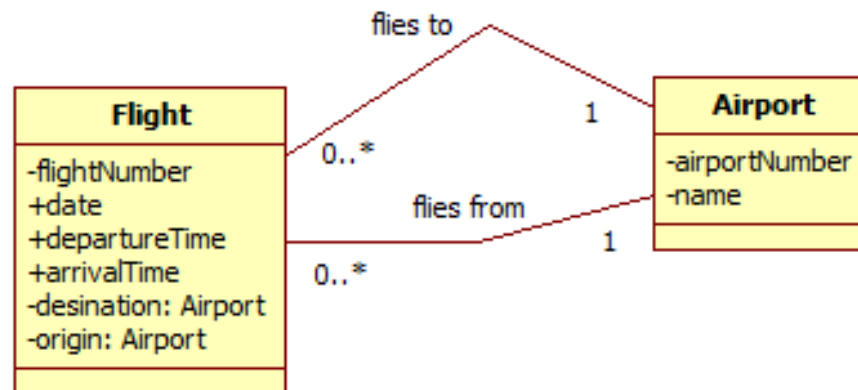 flies to
Flight
-flightNumber
+date
+departureTime
+arrivalTime
-desination: Airport
-origin: Airport
0..*
1
flies from
0..*
1
Airport
-airportNumber
-name